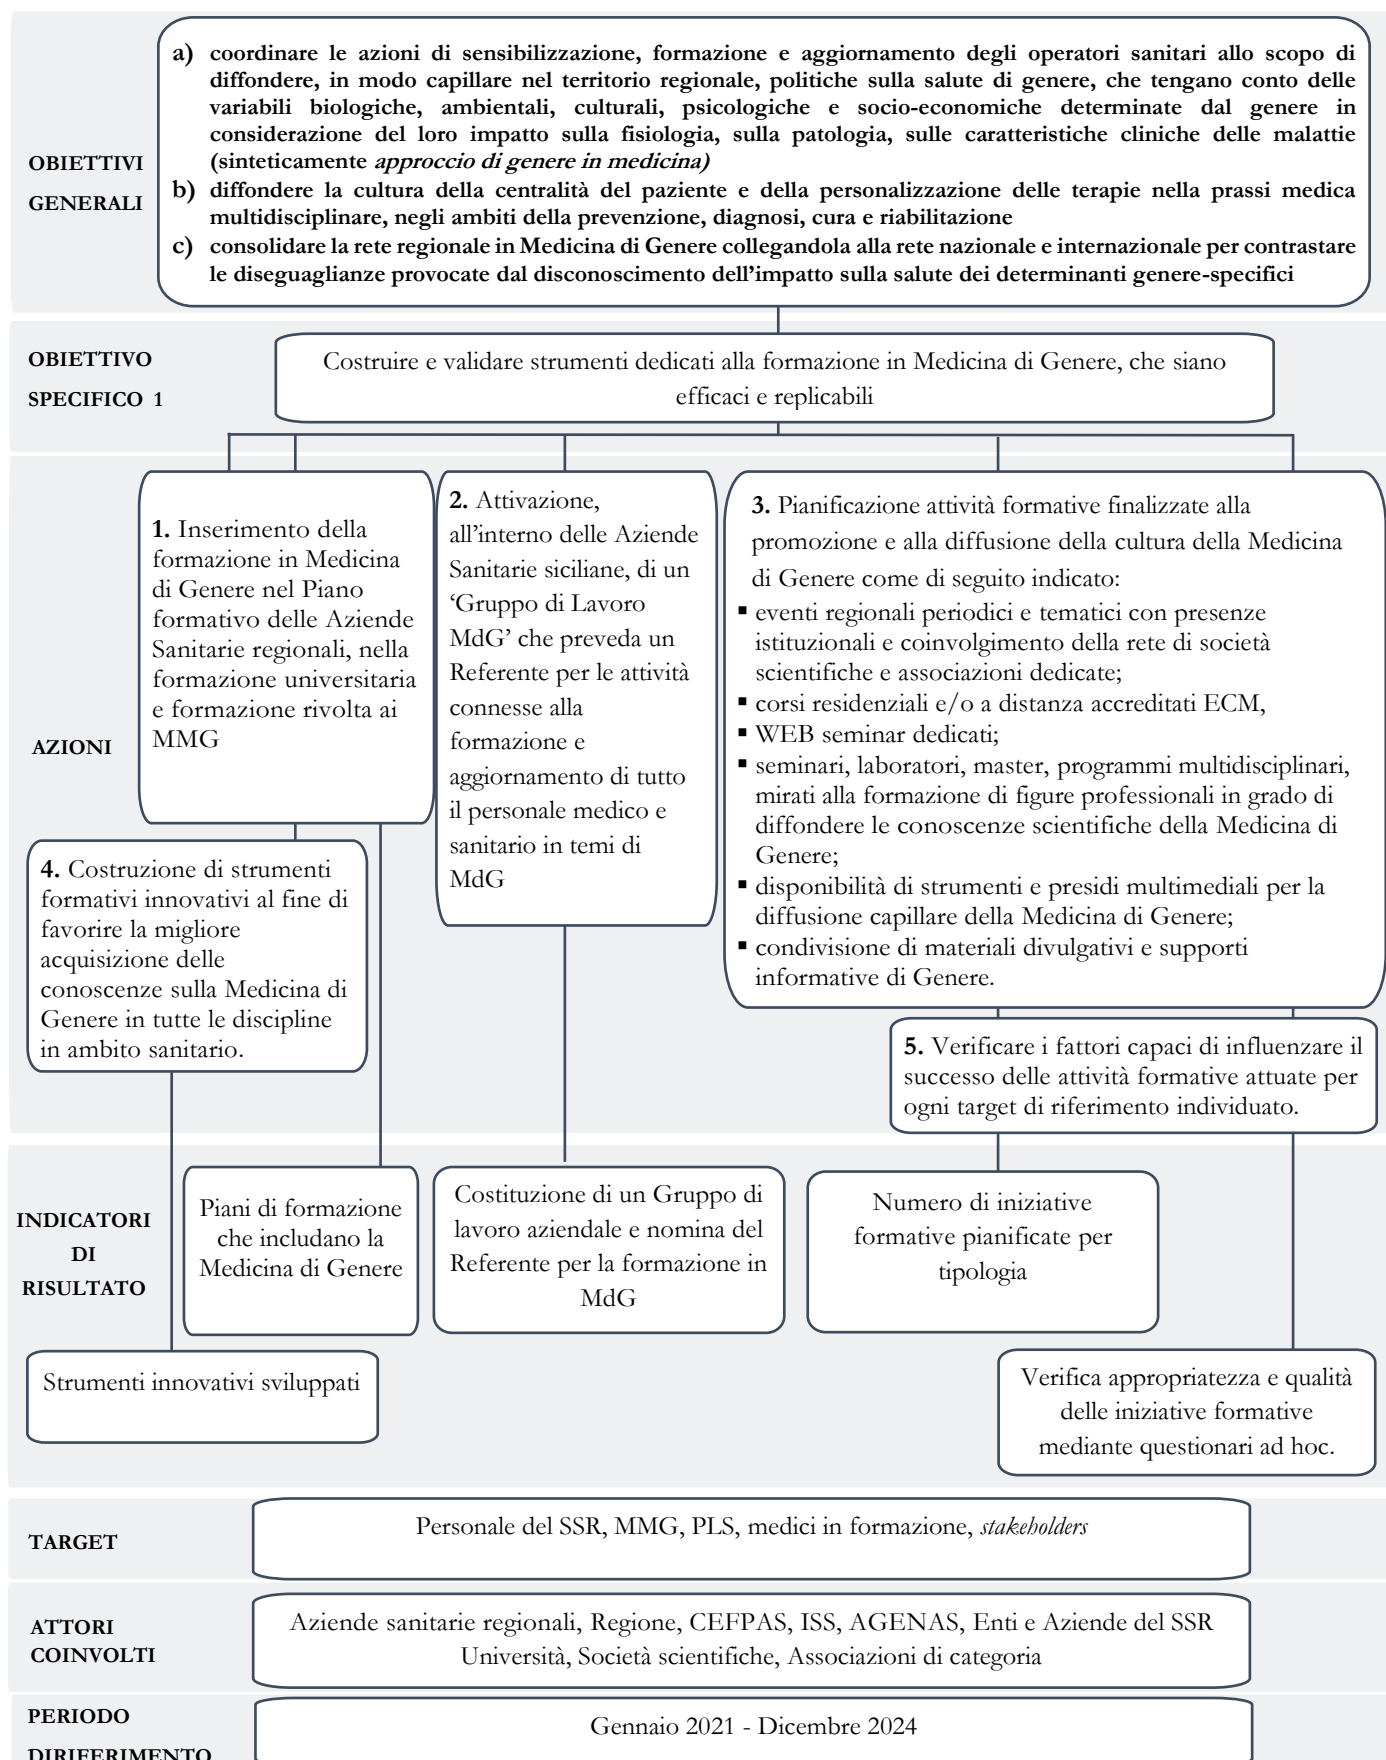 OBIETTIVI
GENERALI
a) coordinare le azioni di sensibilizzazione, formazione e aggiornamento degli operatori sanitari allo scopo di
diffondere, in modo capillare nel territorio regionale, politiche sulla salute di genere, che tengano conto delle
variabili biologiche, ambientali, culturali, psicologiche e socio-economiche determinate dal genere in
considerazione del loro impatto sulla fisiologia, sulla patologia, sulle caratteristiche cliniche delle malattie
(sinteticamente approccio di genere in medicina)
b) diffondere la cultura della centralità del paziente e della personalizzazione delle terapie nella prassi medica
multidisciplinare, negli ambiti della prevenzione, diagnosi, cura e riabilitazione
c) consolidare la rete regionale in Medicina di Genere collegandola alla rete nazionale e internazionale per contrastare
le diseguaglianze provocate dal disconoscimento dell'impatto sulla salute dei determinanti genere-specifici
OBIETTIVO
SPECIFICO 1
Costruire e validare strumenti dedicati alla formazione in Medicina di Genere, che siano
efficaci e replicabili
AZIONI
1. Inserimento della
formazione in Medicina
di Genere nel Piano
formativo delle Aziende
Sanitarie regionali, nella
formazione universitaria
e formazione rivolta ai
MMG
2. Attivazione,
all'interno delle Aziende
Sanitarie siciliane, di un
'Gruppo di Lavoro
MdG' che preveda un
Referente per le attività
connesse alla
formazione e
aggiornamento di tutto
il personale medico e
sanitario in temi di
MdG
3. Pianificazione attività formative finalizzate alla
promozione e alla diffusione della cultura della Medicina
di Genere come di seguito indicato:
▪ eventi regionali periodici e tematici con presenze
istituzionali e coinvolgimento della rete di società
scientifiche e associazioni dedicate;
▪ corsi residenziali e/o a distanza accreditati ECM,
▪ WEB seminar dedicati;
▪ seminari, laboratori, master, programmi multidisciplinari,
mirati alla formazione di figure professionali in grado di
diffondere le conoscenze scientifiche della Medicina di
Genere;
▪ disponibilità di strumenti e presidi multimediali per la
diffusione capillare della Medicina di Genere;
▪ condivisione di materiali divulgativi e supporti
informative di Genere.
4. Costruzione di strumenti
formativi innovativi al fine di
favorire la migliore
acquisizione delle
conoscenze sulla Medicina di
Genere in tutte le discipline
in ambito sanitario.
5. Verificare i fattori capaci di influenzare il
successo delle attività formative attuate per
ogni target di riferimento individuato.
INDICATORI
DI
RISULTATO
Piani di formazione
che includano la
Medicina di Genere
Costituzione di un Gruppo di
lavoro aziendale e nomina del
Referente per la formazione in
MdG
Numero di iniziative
formative pianificate per
tipologia
Strumenti innovativi sviluppati
Verifica appropriatezza e qualità
delle iniziative formative
mediante questionari ad hoc.
TARGET
Personale del SSR, MMG, PLS, medici in formazione, stakeholders
ATTORI
COINVOLTI
Aziende sanitarie regionali, Regione, CEFPAS, ISS, AGENAS, Enti e Aziende del SSR
Università, Società scientifiche, Associazioni di categoria
PERIODO
DIRIFERIMENTO
Gennaio 2021 - Dicembre 2024